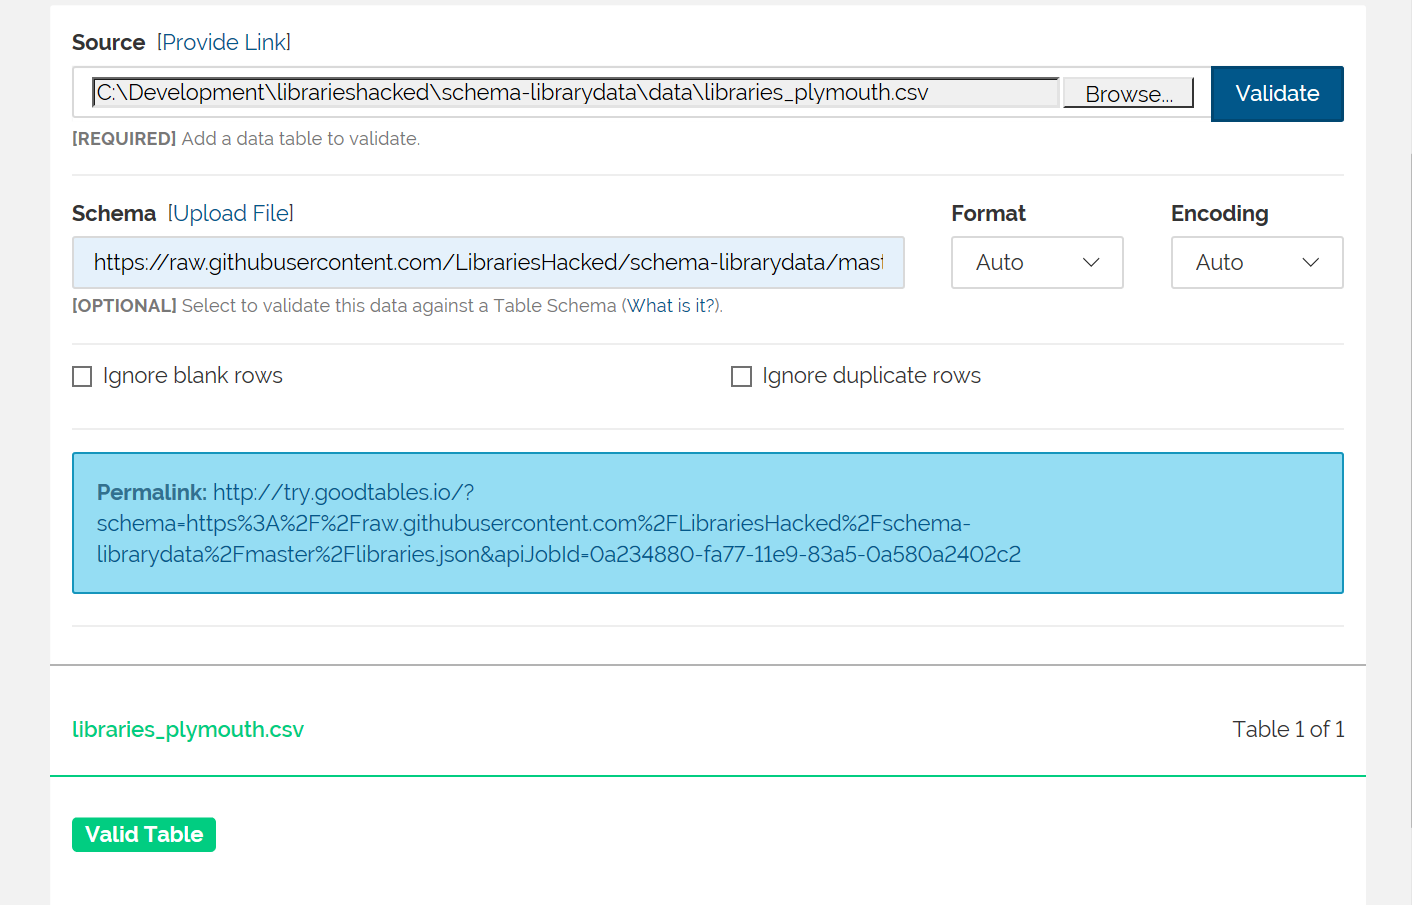 Source [Provide Link]
C:\Development\librarieshacked\schema-librarydata\data\libraries_plymouth.csv Browse... Validate
[REQUIRED] Add a data table to validate.
Schema [Upload File] Format Encoding
https://raw.githubusercontent.com/LibrariesHacked/schema-librarydata/mast Auto Auto
[OPTIONAL] Select to validate this data against a Table Schema (What is it?).
Ignore blank rows Ignore duplicate rows
Permalink: http://try.goodtables.io/?
schema=https%3A%2F%2Fraw.githubusercontent.com%2FLibrariesHacked%2Fschema-
librarydata%2Fmaster%2Flibraries.json&apiJobId=0a234880-fa77-11e9-83a5-0a580a2402c2
libraries_plymouth.csv Table 1 of 1
Valid Table